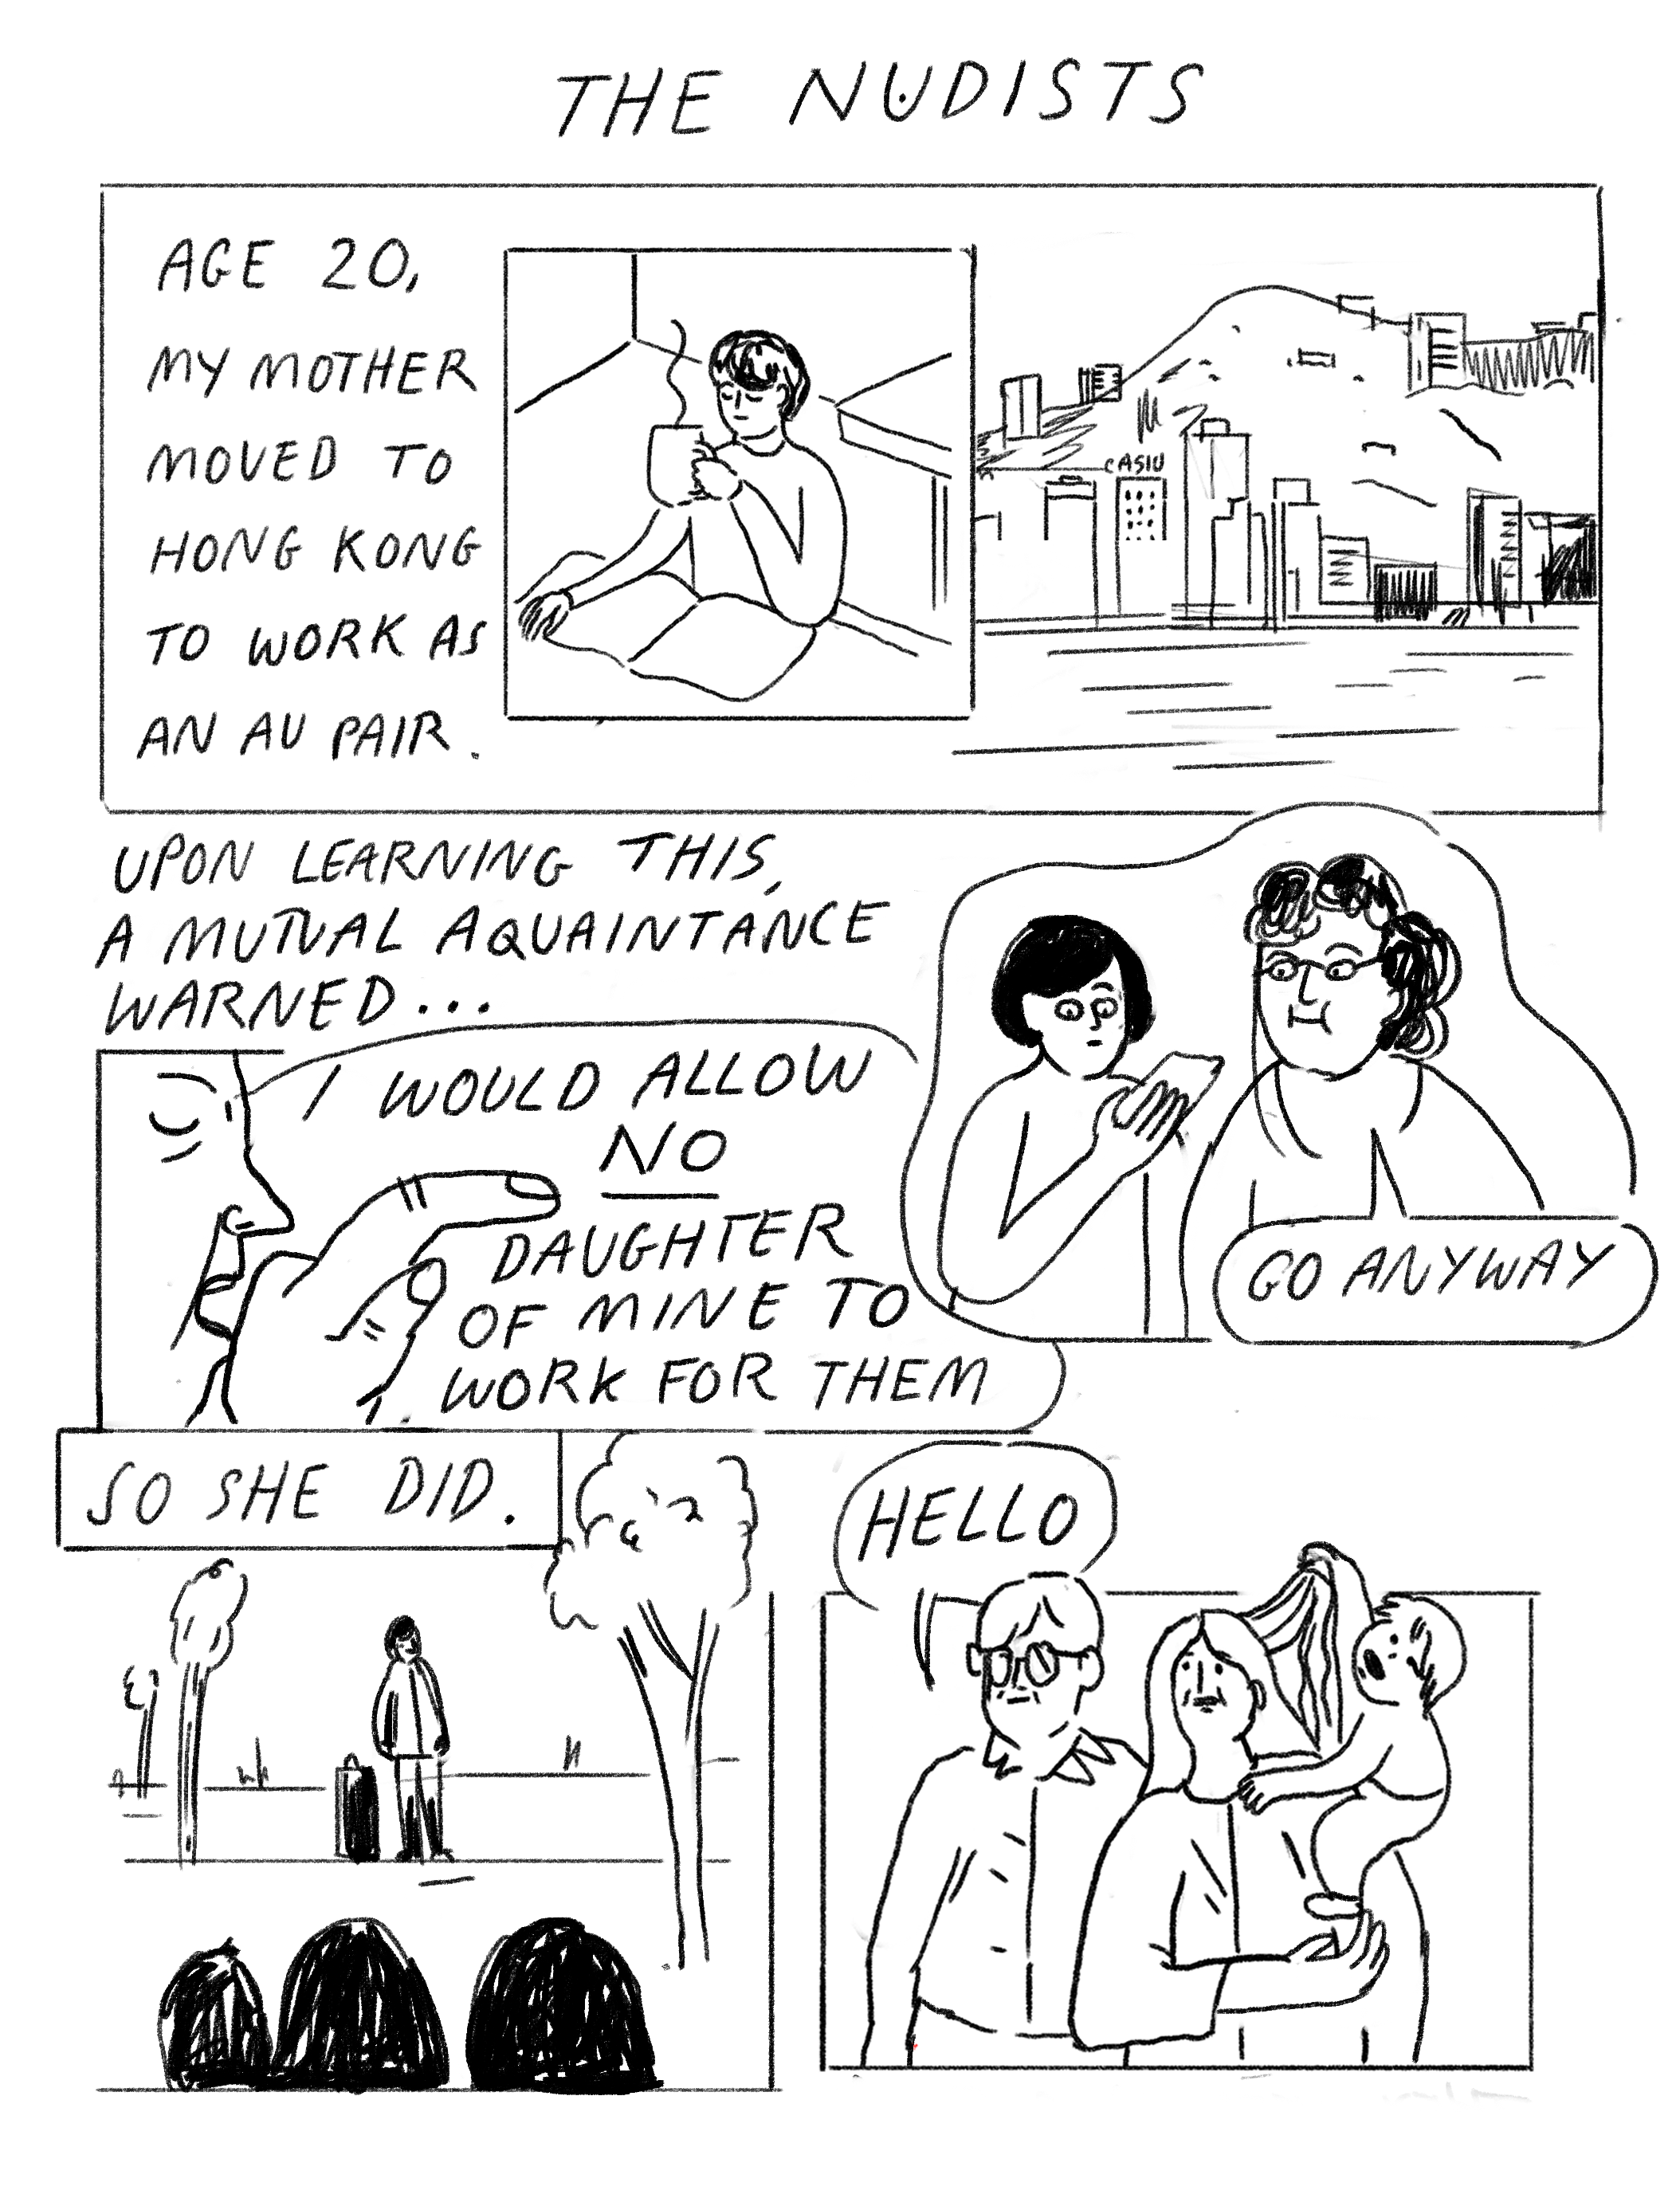 THE NUDISTS
AGE 20,
MY MOTHER
MOVED TO
HONG KONG
TO WORK AS
AN AU PAIR.
CASIU
UPON LEARNING THIS,
A MUTUAL AQUAINTANCE
WARNED...
I WOULD ALLOW
NO
DAUGHTER
OF MINE TO
WORK FOR THEM
GO ANYWAY
SO SHE DID.
HELLO